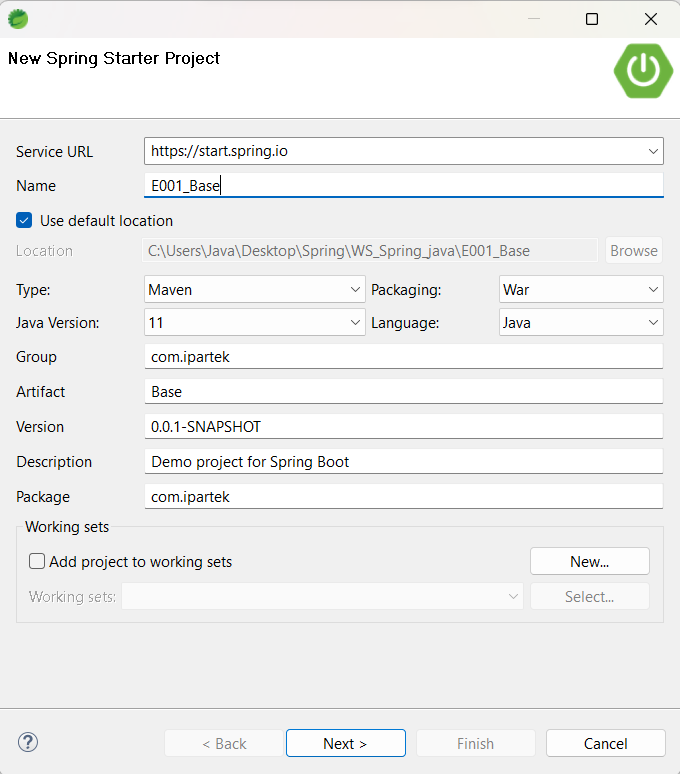 New Spring Starter Project
Service URL https://start.spring.io
Name E001_Base
Use default location
Location C:\Users\Java\Desktop\Spring\WS_Spring_java\E001_Base Browse
Type: Maven Packaging: War
Java Version: 11 Language: Java
Group com.ipartek
Artifact Base
Version 0.0.1-SNAPSHOT
Description Demo project for Spring Boot
Package com.ipartek
Working sets
Add project to working sets New...
Working sets: Select...
? < Back Next > Finish Cancel